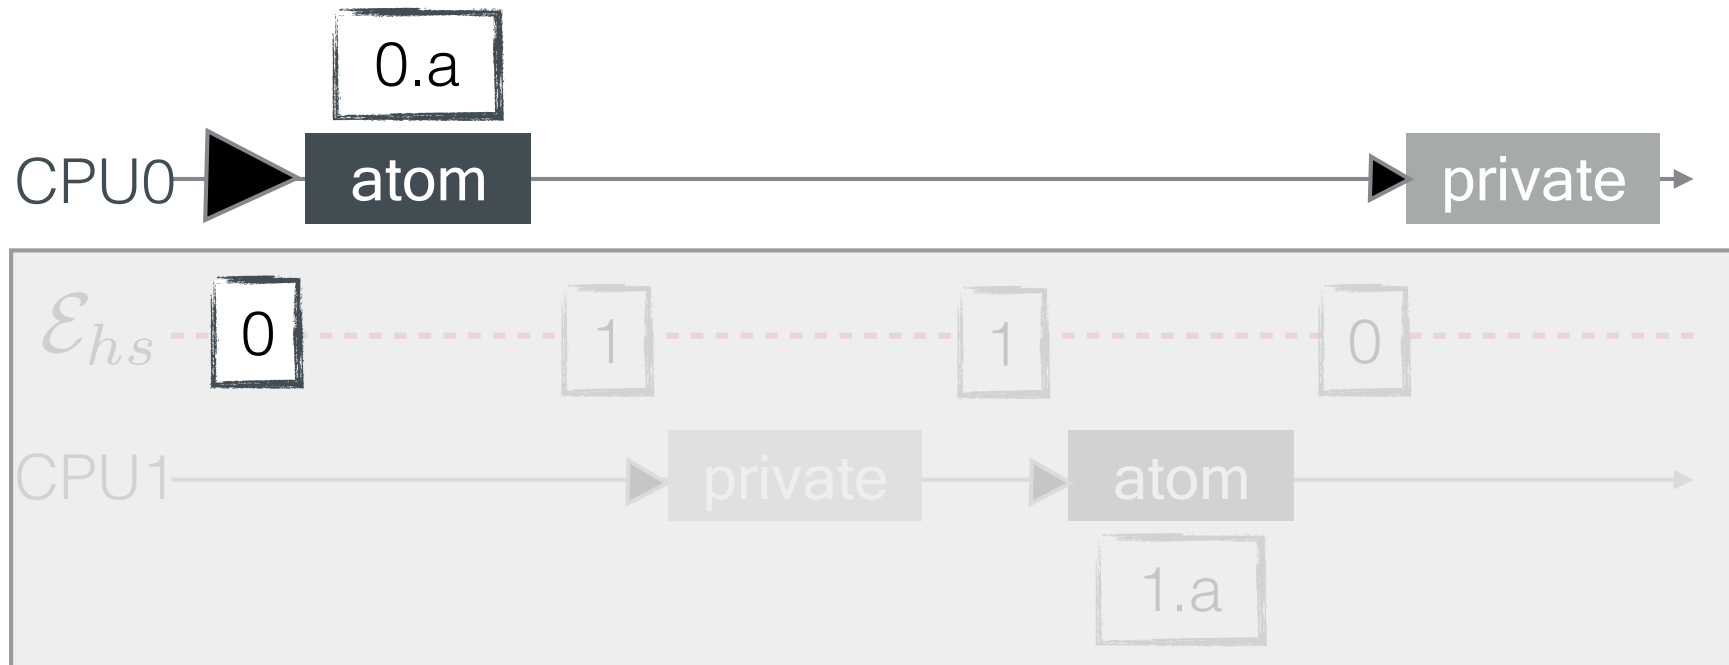 0.a
CPU0 atom private
ℰhs 0 1 1 0
CPU1 private atom
1.a